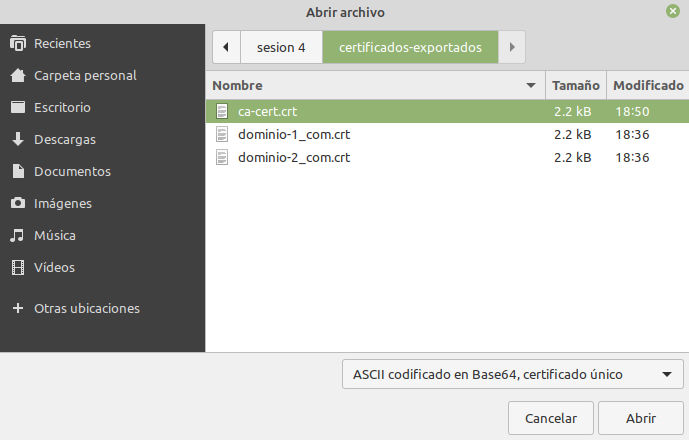 Abrir archivo
Recientes
Carpeta personal
Escritorio
Descargas
Documentos
Imágenes
Música
Vídeos
Otras ubicaciones
sesion 4 certificados-exportados
Nombre Tamaño Modificado
ca-cert.crt 2.2 kB 18:50
dominio-1_com.crt 2.2 kB 18:36
dominio-2_com.crt 2.2 kB 18:36
ASCII codificado en Base64, certificado único
Cancelar Abrir